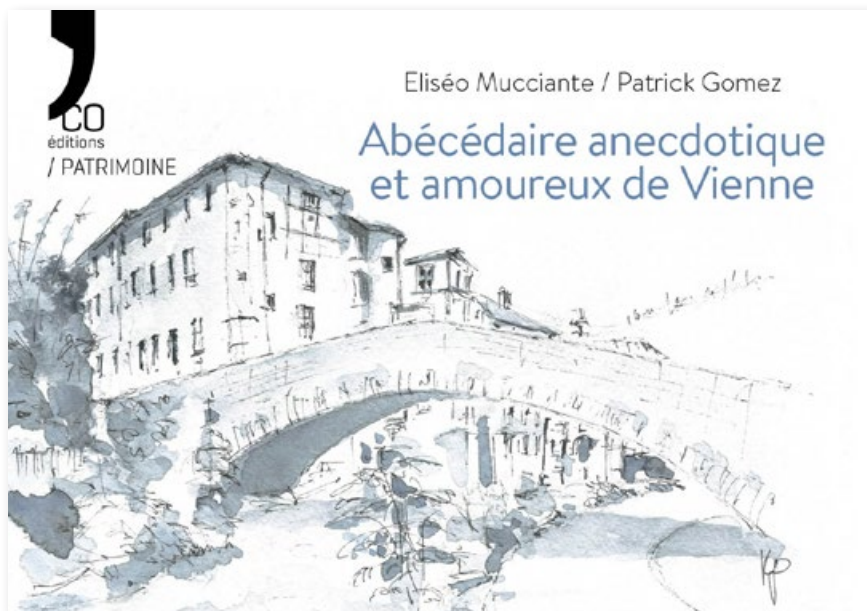 CO
éditions
/ PATRIMOINE
Eliséo Mucciante / Patrick Gomez
Abécédaire anecdotique
et amoureux de Vienne